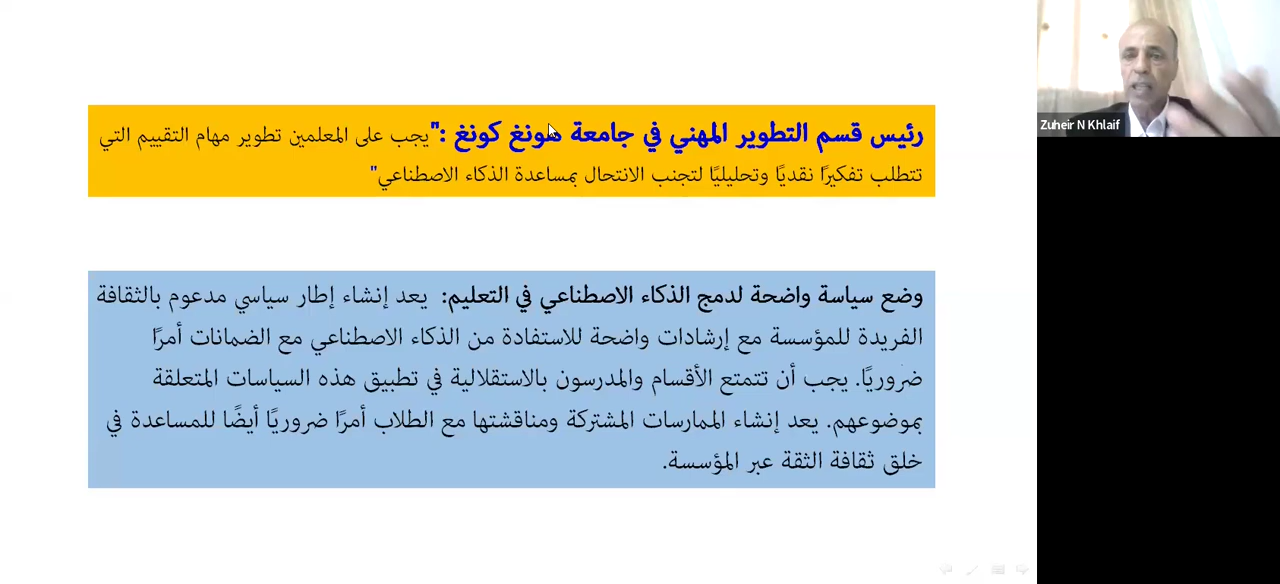 رئيس قسم التطوير المهني في جامعة هونغ كونغ :"يجب على المعلمين تطوير مهام التقييم التي
تتطلب تفكيرًا نقديًا وتحليليًا لتجنب الانتحال بمساعدة الذكاء الاصطناعي"
وضع سياسة واضحة لدمج الذكاء الاصطناعي في التعليم: يعد إنشاء إطار سياسي مدعوم بالثقافة
الفريدة للمؤسسة مع إرشادات واضحة للاستفادة من الذكاء الاصطناعي مع الضمانات أمرًا
ضروريًا. يجب أن تتمتع الأقسام والمدرسون بالاستقلالية في تطبيق هذه السياسات المتعلقة
بموضوعهم. يعد إنشاء الممارسات المشتركة ومناقشتها مع الطلاب أمرًا ضروريًا أيضًا للمساعدة في
خلق ثقافة الثقة عبر المؤسسة.
Zuheir N Khlaif